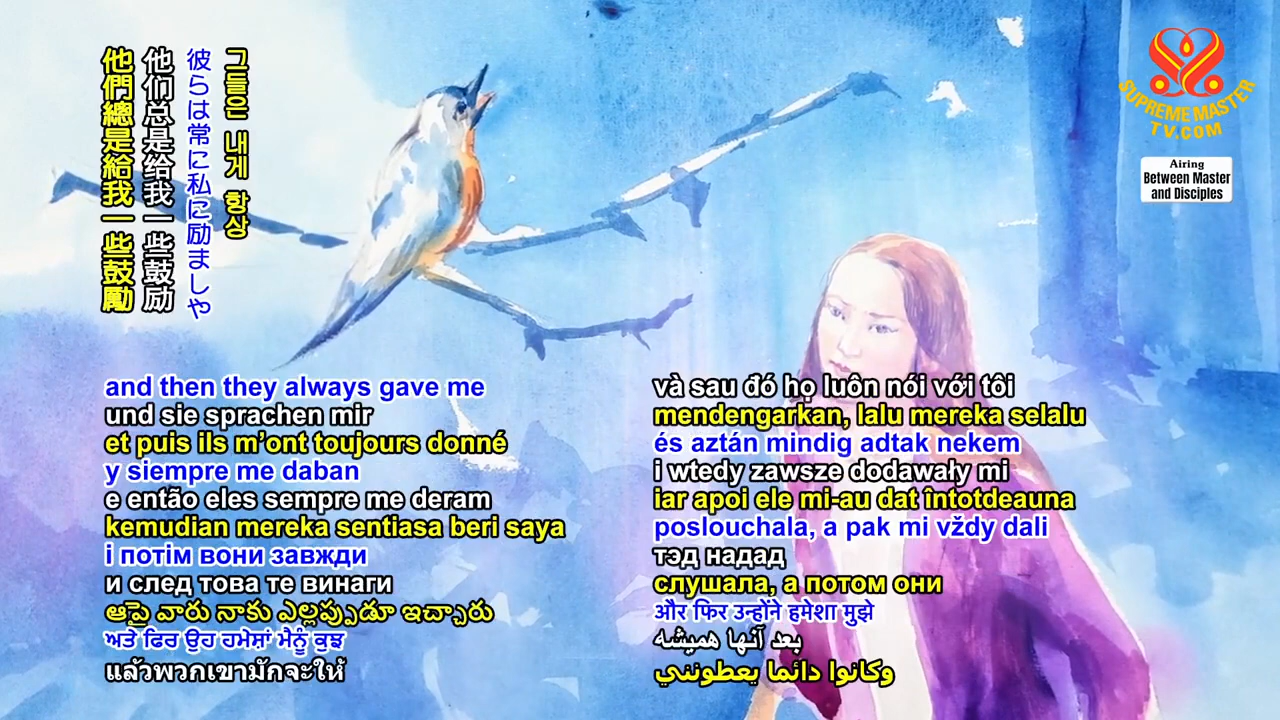 그들은 내게 항상
彼らは常に私に励ましや
他们总是给我一些鼓励
他們總是給我一些鼓勵
SUPREME MASTER
TV.COM
Airing
Between Master
and Disciples
and then they always gave me
und sie sprachen mir
et puis ils m’ont toujours donné
y siempre me daban
e então eles sempre me deram
kemudian mereka sentiasa beri saya
і потім вони завжди
и след това те винаги
ఆపై వారు నాకు ఎల్లప్పుడూ ఇచ్చారు
ਅਤੇ ਫਿਰ ਉਹ ਹਮੇਸ਼ਾਂ ਮੈਨੂੰ ਕੁਝ
แล้วพวกเขามักจะให้
và sau đó họ luôn nói với tôi
mendengarkan, lalu mereka selalu
és aztán mindig adtak nekem
i wtedy zawsze dodawały mi
iar apoi ele mi-au dat întotdeauna
poslouchala, a pak mi vždy dali
тэд надад
слушала, а потом они
और फिर उन्होंने हमेशा मुझे
بعد آنها همیشه
وكانوا دائما يعطونني